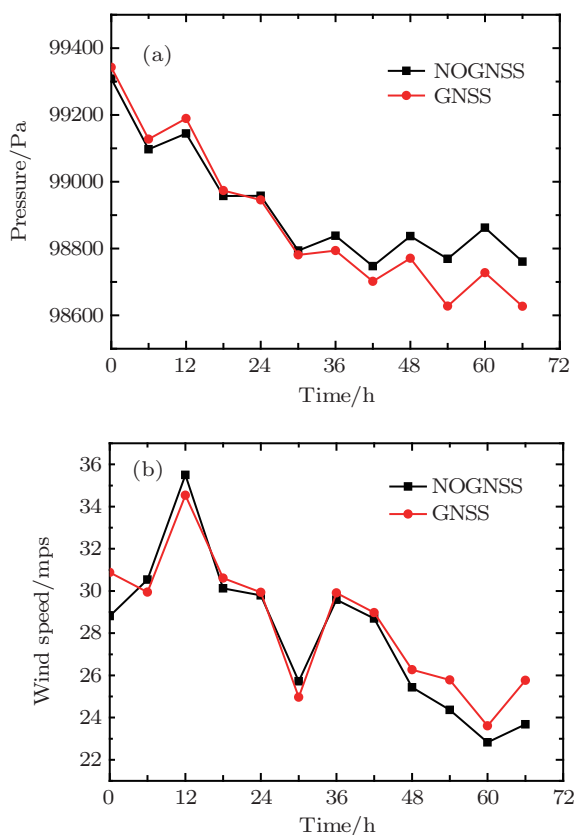 (a)
NOGNSS
GNSS
99400
99200
99000
98800
98600
Pressure/Pa
0 12 24 36 48 60 72
Time/h
(b)
NOGNSS
GNSS
36
34
32
30
28
26
24
22
Wind speed/mps
0 12 24 36 48 60 72
Time/h